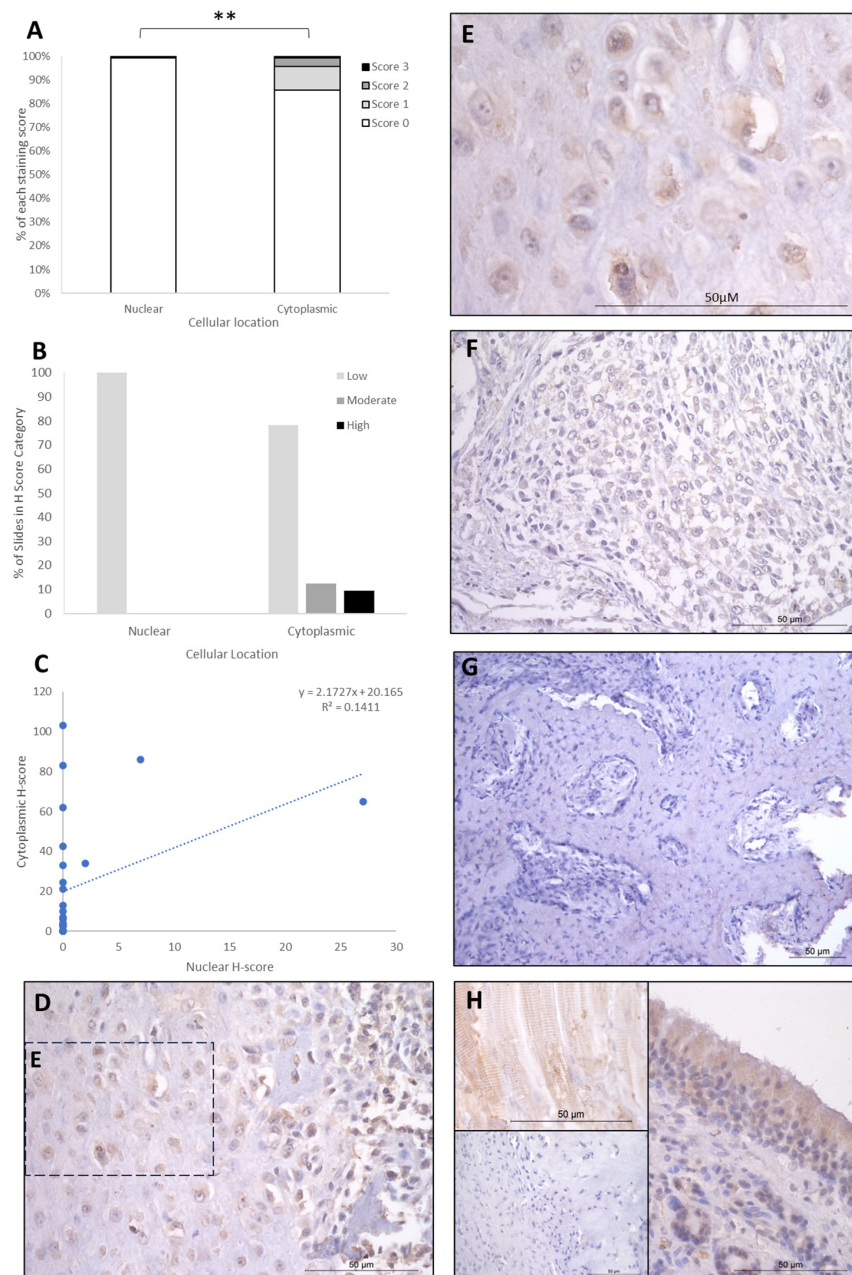 A
**
100%
90%
80%
70%
60%
50%
40%
30%
20%
10%
0%
% of each staining score
Score 3
Score 2
Score 1
Score 0
Nuclear
Cytoplasmic
Cellular location
B
100
90
80
70
60
50
40
30
20
10
0
% of Slides in H Score Category
Low
Moderate
High
Nuclear
Cytoplasmic
Cellular Location
C
120
100
80
60
40
20
0
Cytoplasmic H-score
y = 2.1727x + 20.165
R² = 0.1411
0
5
10
15
20
25
30
Nuclear H-score
D
E
50 µm
E
50µM
F
50 µm
G
50 µm
H
50 µm
50 µm
50 µm